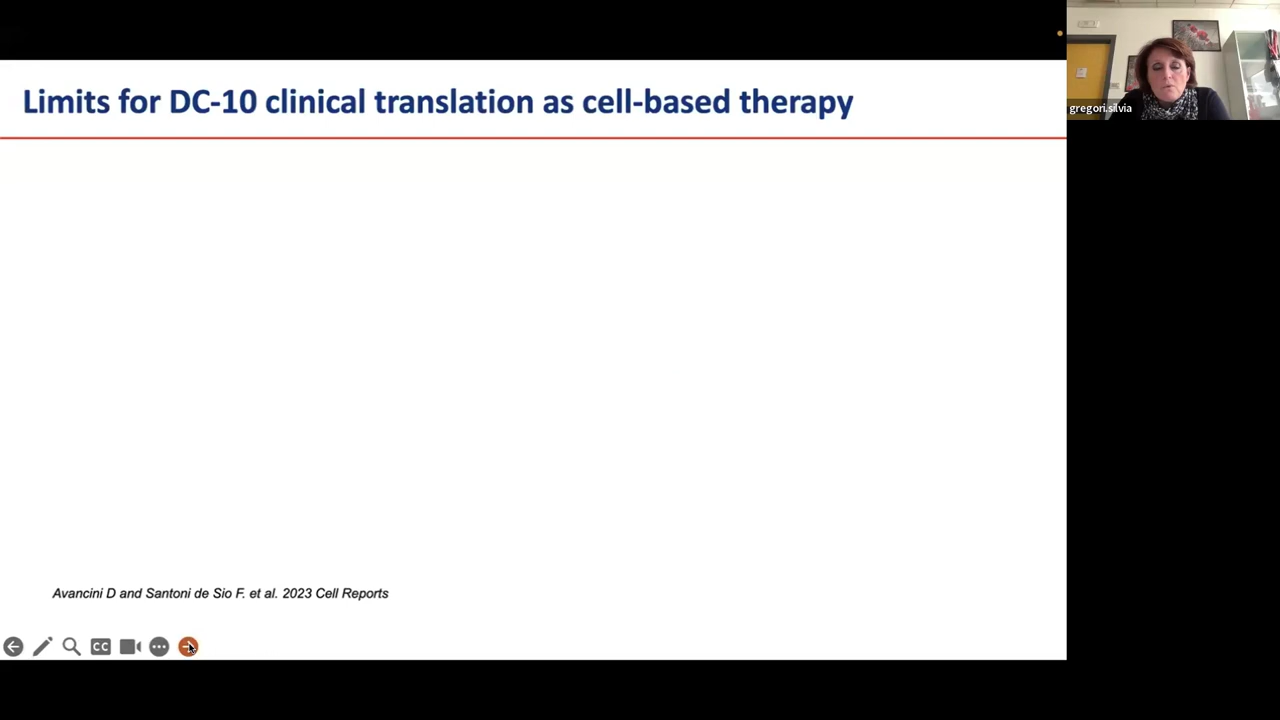 Limits for DC-10 clinical translation as cell-based therapy
gregori.silvia
Avancini D and Santoni de Sio F. et al. 2023 Cell Reports
CC